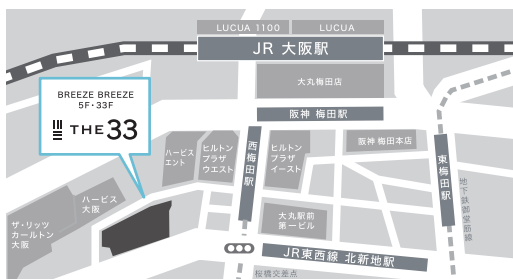 LUCUA 1100
LUCUA
JR 大阪駅
大丸梅田店
BREEZE BREEZE
5F・33F
THE 33
阪神 梅田駅
ハービス
エント
ヒルトン
プラザ
ウエスト
西梅田駅
ヒルトン
プラザ
イースト
阪神 梅田本店
東梅田駅
地下鉄御堂筋線
ハービス
大阪
ザ・リッツ
カールトン
大阪
大丸駅前
第一ビル
JR東西線 北新地駅
桜橋交差点